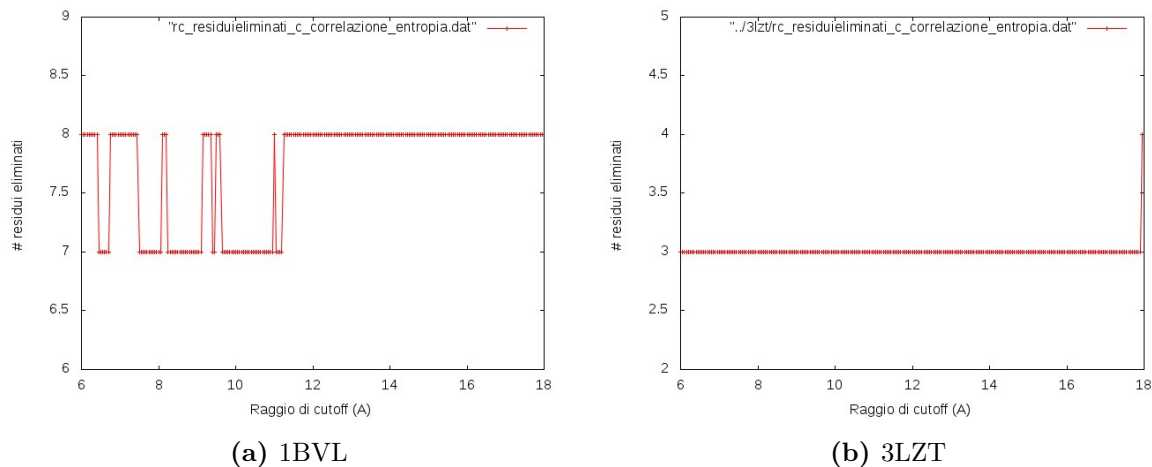 "rc_residuieliminati_c_correlazione_entropia.dat"
9
8.5
8
7.5
7
6.5
6
# residui eliminati
6 8 10 12 14 16 18
Raggio di cutoff (A)
(a) 1BVL
"../3lzt/rc_residuieliminati_c_correlazione_entropia.dat"
5
4.5
4
3.5
3
2.5
2
# residui eliminati
6 8 10 12 14 16 18
Raggio di cutoff (A)
(b) 3LZT